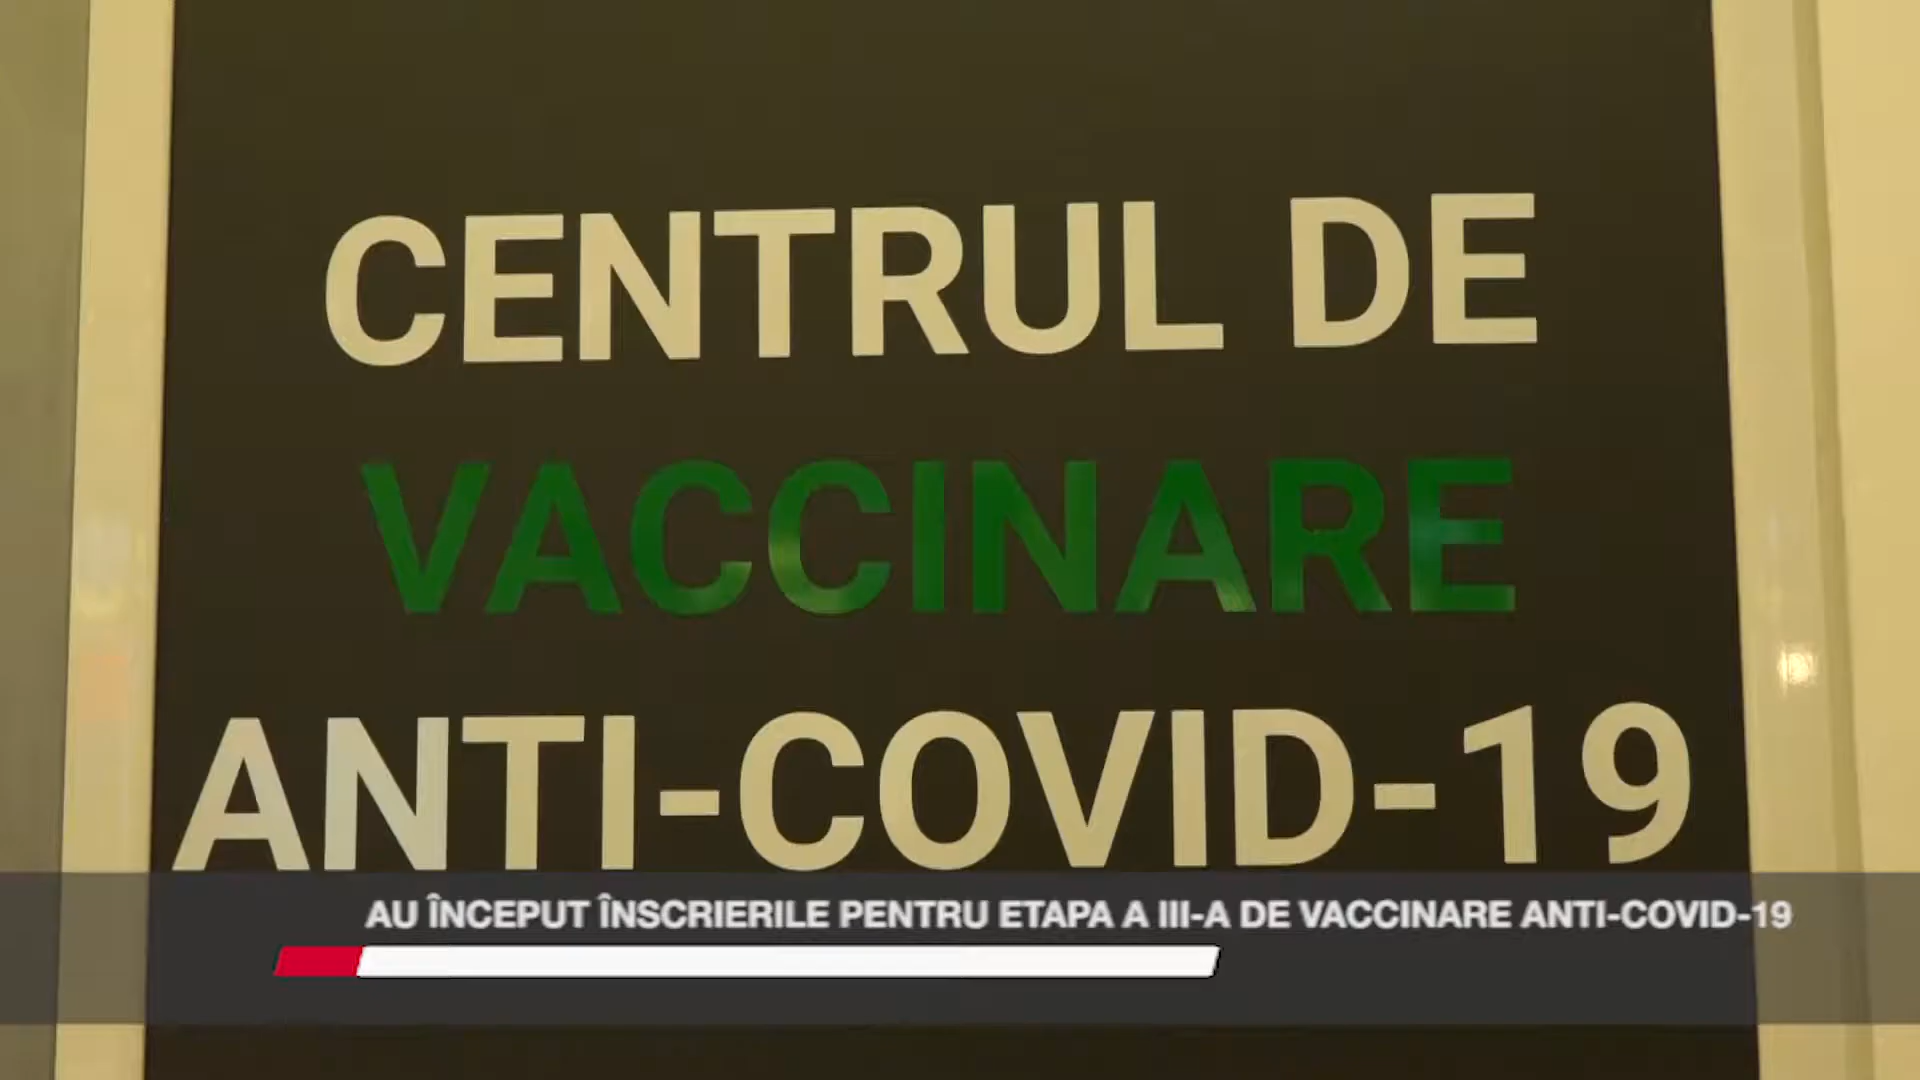 CENTRUL DE
VACCINARE
ANTI-COVID-19
AU ÎNCEPUT ÎNSCRIERILE PENTRU ETAPA A III-A DE VACCINARE ANTI-COVID-19